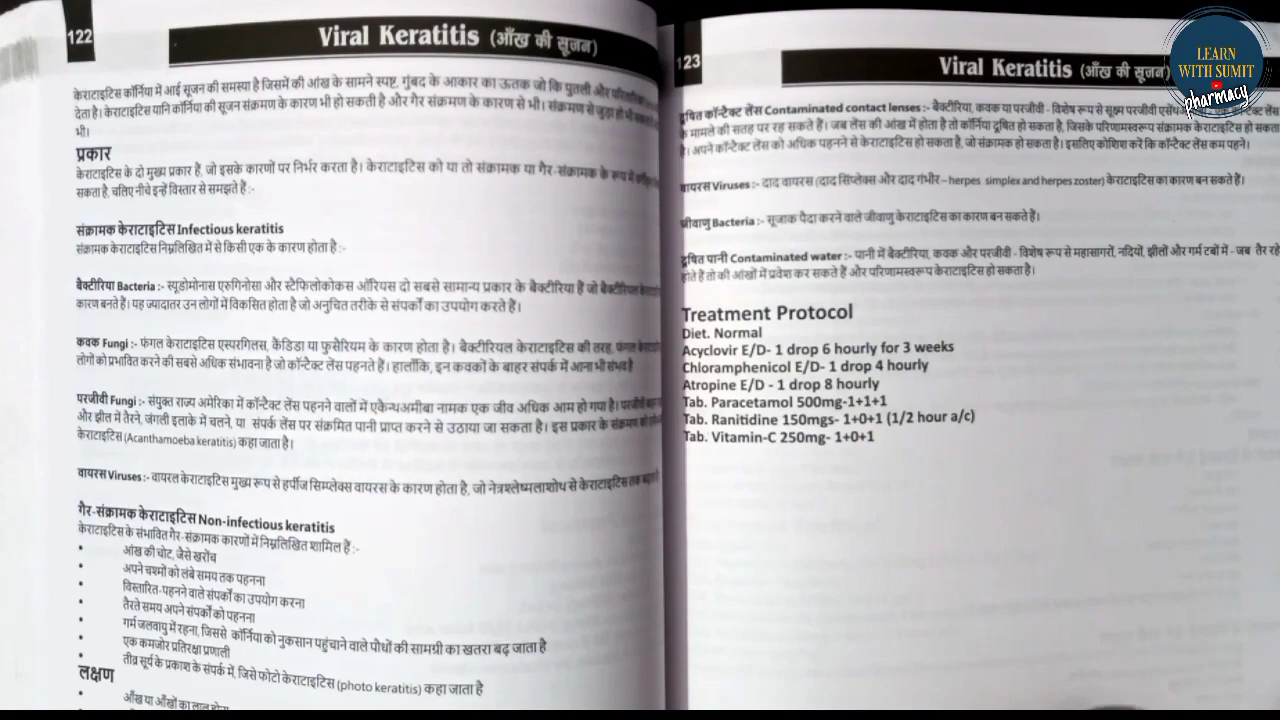 122
Viral Keratitis (आँख की सूजन)
केराटाइटिस कॉर्निया में आई सूजन की समस्या है जिसमें की आंख के सामने स्पष्ट, गुंबद के आकार का ऊतक जो कि पुतली और
देता है। केराटाइटिस यानि कॉर्निया की सूजन संक्रमण के कारण भी हो सकती है और गैर संक्रमण के कारण से भी। संक्रमण से जुड़ा
भी।
प्रकार
केराटाइटिस के दो मुख्य प्रकार हैं, जो इसके कारणों पर निर्भर करता है। केराटाइटिस को या तो संक्रामक या गैर-संक्रामक के रूप में
सकता है, चलिए नीचे इन्हें विस्तार से समझते हैं :-
संक्रामक केराटाइटिस Infectious keratitis
संक्रामक केराटाइटिस निम्नलिखित में से किसी एक के कारण होता है :-
बैक्टीरिया Bacteria :- स्यूडोमोनास एरुगिनोसा और स्टेफिलोकोकस ऑरियस दो सबसे सामान्य प्रकार के बैक्टीरिया हैं जो बैक्टीरियल
कारण बनते हैं। यह ज्यादातर उन लोगों में विकसित होता है जो अनुचित तरीके से संपर्कों का उपयोग करते हैं।
कवक Fungi :- फंगल केराटाइटिस एस्परगिलस, कैंडिडा या फुसैरियम के कारण होता है। बैक्टीरियल केराटाइटिस की तरह, फंगल
लोगों को प्रभावित करने की सबसे अधिक संभावना है जो कॉन्टैक्ट लेंस पहनते हैं। हालाँकि, इन कवकों के बाहर संपर्क में आना भी संभव है
परजीवी Fungi :- संयुक्त राज्य अमेरिका में कॉन्टैक्ट लेंस पहनने वालों में एकैन्थअमीबा नामक एक जीव अधिक आम हो गया है। परजीवी
और झील में तैरने, जंगली इलाके में चलने, या संपर्क लेंस पर संक्रमित पानी प्राप्त करने से उठाया जा सकता है। इस प्रकार के संक्रमण को
केराटाइटिस (Acanthamoeba keratitis) कहा जाता है।
वायरस Viruses :- वायरल केराटाइटिस मुख्य रूप से हर्पीज सिम्प्लेक्स वायरस के कारण होता है, जो नेत्रश्लेष्मलाशोथ से केराटाइटिस तक
गैर-संक्रामक केराटाइटिस Non-infectious keratitis
केराटाइटिस के संभावित गैर-संक्रामक कारणों में निम्नलिखित शामिल हैं :-
• आंख की चोट, जैसे खरोंच
• अपने चश्मों को लंबे समय तक पहनना
• विस्तारित-पहनने वाले संपर्कों का उपयोग करना
• तैरते समय अपने संपर्कों को पहनना
• गर्म जलवायु में रहना, जिससे कॉर्निया को नुकसान पहुंचाने वाले पौधों की सामग्री का खतरा बढ़ जाता है
• एक कमजोर प्रतिरक्षा प्रणाली
• तीव्र सूर्य के प्रकाश के संपर्क में, जिसे फोटो केराटाइटिस (photo keratitis) कहा जाता है
लक्षण
• आँख या आँखों का लाल होना
123
Viral Keratitis (आँख की सूजन)
दूषित कॉन्टैक्ट लेंस Contaminated contact lenses :- बैक्टीरिया, कवक या परजीवी - विशेष रूप से सूक्ष्म परजीवी
के मामले की सतह पर रह सकते हैं। जब लेंस की आंख में होता है तो कॉर्निया दूषित हो सकता है, जिसके परिणामस्वरूप संक्रामक केराटाइटिस हो सकता
है। अपने कॉन्टैक्ट लेंस को अधिक पहनने से केराटाइटिस हो सकता है, जो संक्रामक हो सकता है। इसलिए कोशिश करें कि कॉन्टैक्ट लेंस कम पहने।
वायरस Viruses :- दाद वायरस (दाद सिंप्लेक्स और दाद गंभीर – herpes simplex and herpes zoster) केराटाइटिस का कारण बन सकते हैं।
जीवाणु Bacteria :- सूजाक पैदा करने वाले जीवाणु केराटाइटिस का कारण बन सकते हैं।
दूषित पानी Contaminated water :- पानी में बैक्टीरिया, कवक और परजीवी - विशेष रूप से महासागरों, नदियों, झीलों और गर्म टबों में - जब तैर रहे
होते हैं तो की आंखों में प्रवेश कर सकते हैं और परिणामस्वरूप केराटाइटिस हो सकता है।
Treatment Protocol
Diet. Normal
Acyclovir E/D- 1 drop 6 hourly for 3 weeks
Chloramphenicol E/D- 1 drop 4 hourly
Atropine E/D - 1 drop 8 hourly
Tab. Paracetamol 500mg-1+1+1
Tab. Ranitidine 150mgs- 1+0+1 (1/2 hour a/c)
Tab. Vitamin-C 250mg- 1+0+1
LEARN
WITH SUMIT
pharmacy